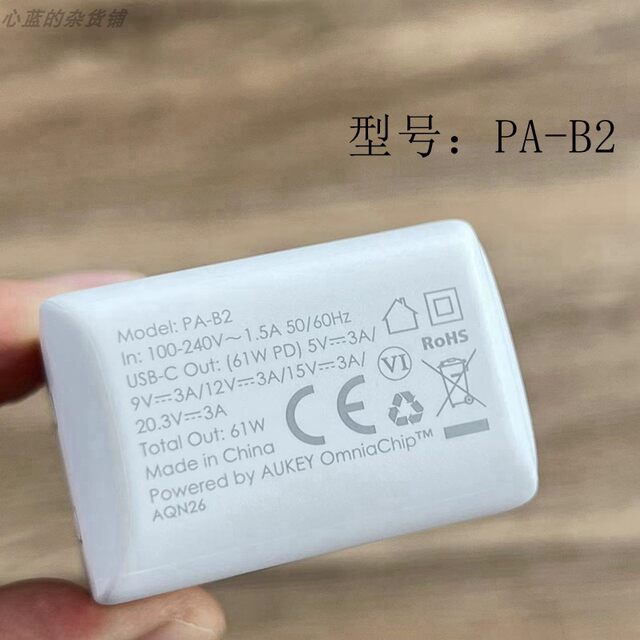 心蓝的杂货铺
型号：PA-B2
Model: PA-B2
In: 100-240V～1.5A 50/60Hz
USB-C Out: (61W PD) 5V⎓3A/
9V⎓3A/12V⎓3A/15V⎓3A/
20.3V⎓3A
Total Out: 61W
Made in China
Powered by AUKEY OmniaChip™
AQN26
VI
RoHS
CE